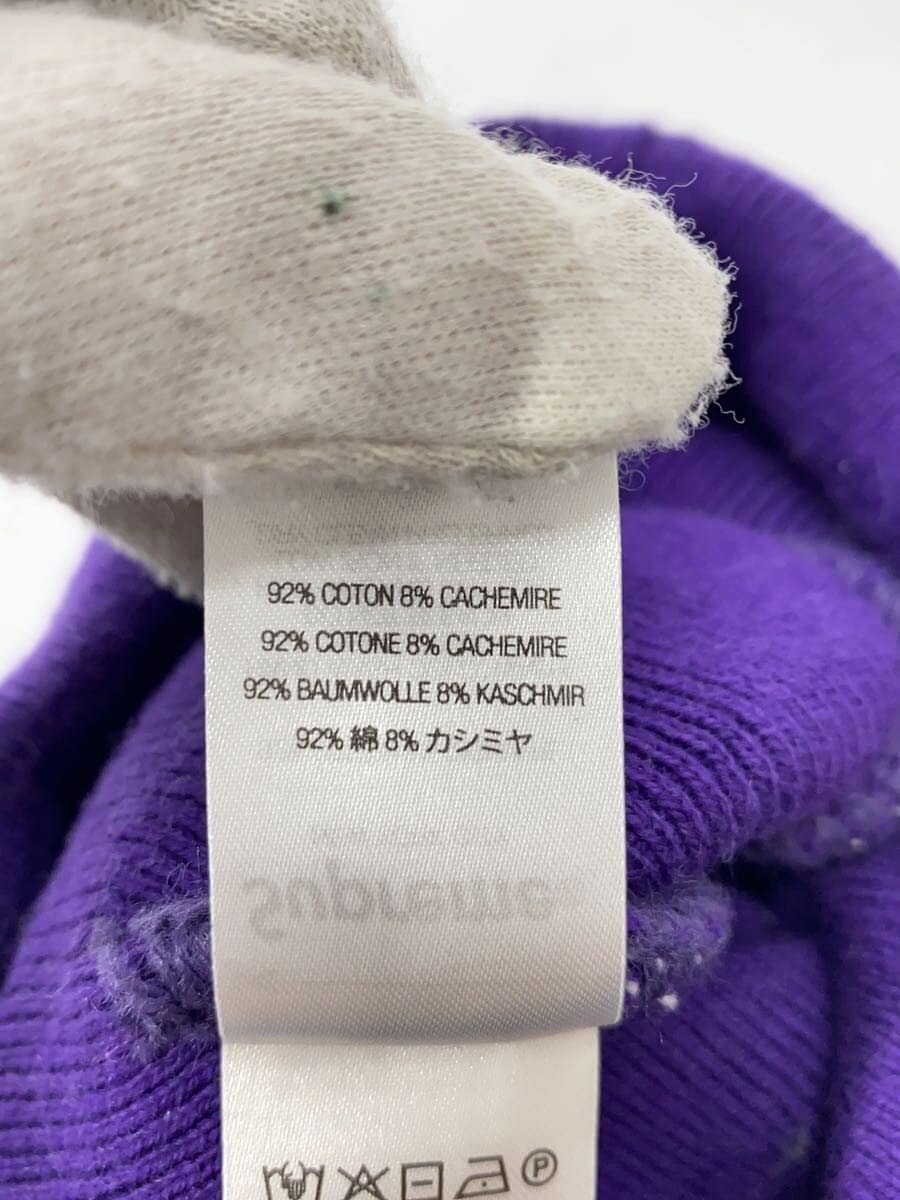 92% COTON 8% CACHEMIRE
92% COTONE 8% CACHEMIRE
92% BAUMWOLLE 8% KASCHMIR
92% 綿 8% カシミヤ
Supreme
P